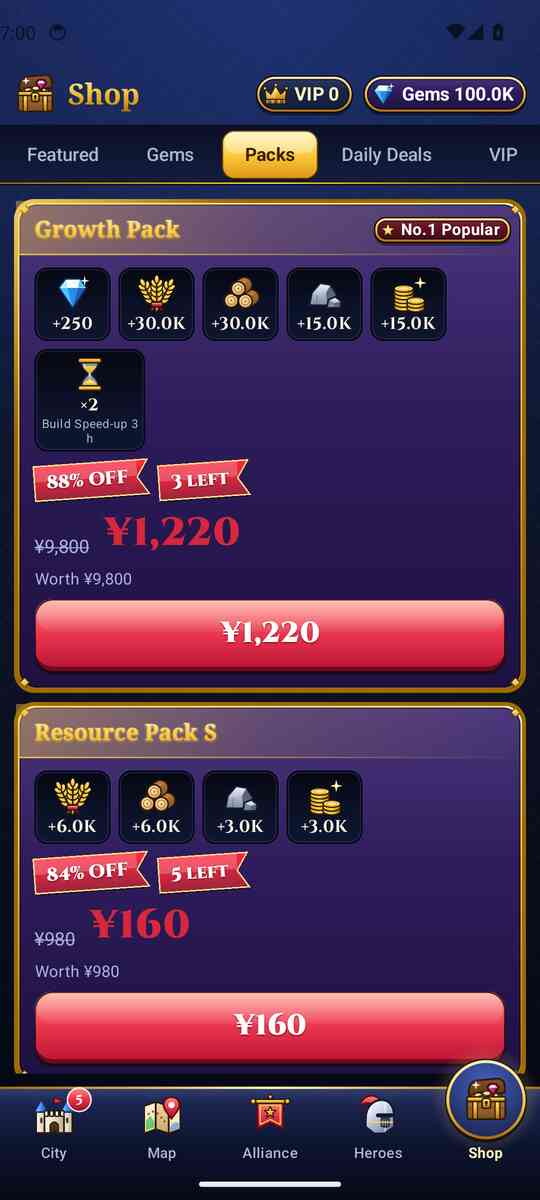 7:00
Shop
VIP 0
Gems 100.0K
Featured
Gems
Packs
Daily Deals
VIP
Growth Pack
★ No.1 Popular
+250
+30.0K
+30.0K
+15.0K
+15.0K
×2
Build Speed-up 3
h
88% OFF
3 LEFT
¥9,800
¥1,220
Worth ¥9,800
¥1,220
Resource Pack S
+6.0K
+6.0K
+3.0K
+3.0K
84% OFF
5 LEFT
¥980
¥160
Worth ¥980
¥160
5
City
Map
Alliance
Heroes
Shop